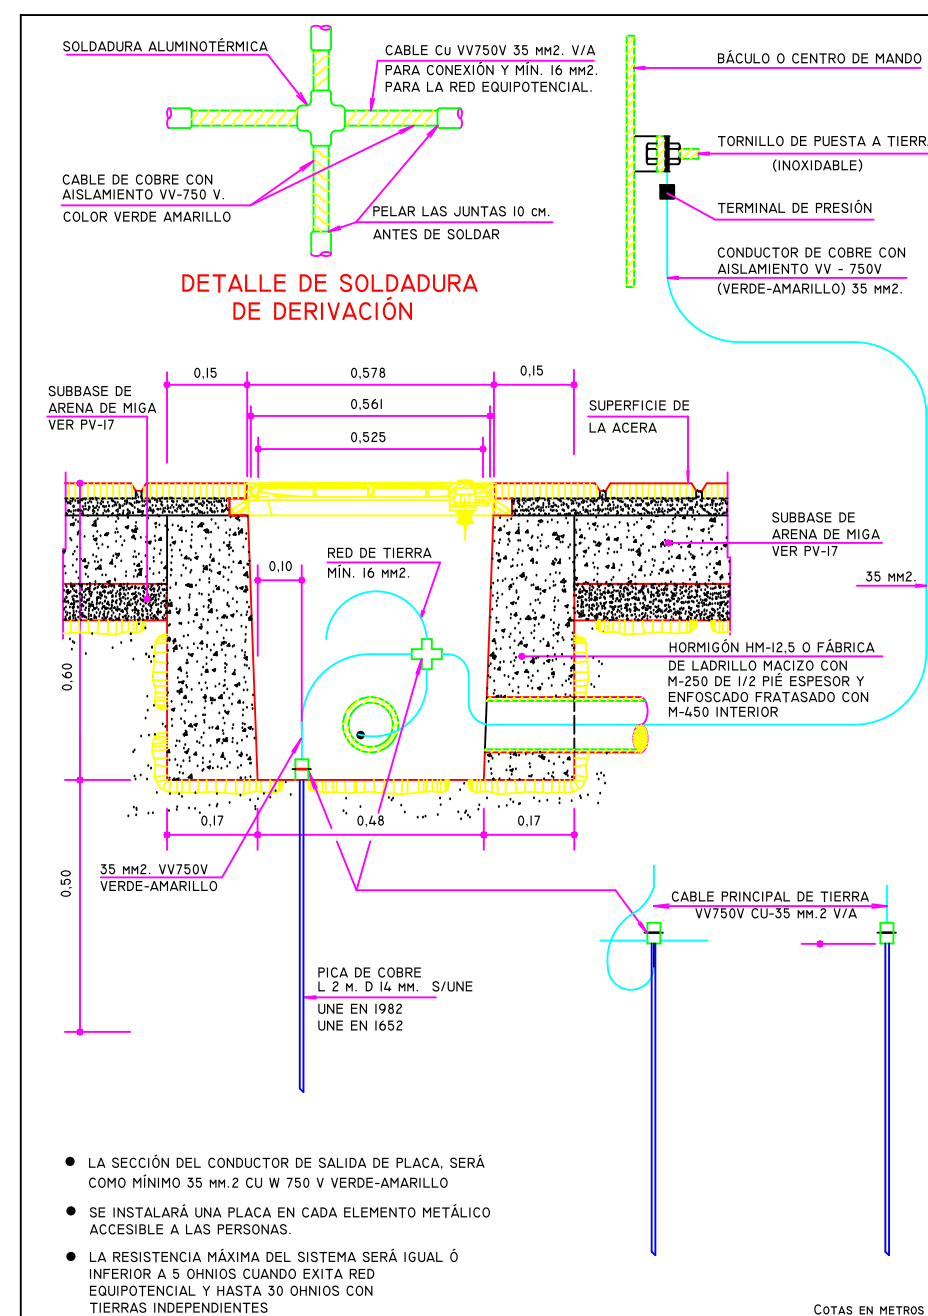 SOLDADURA ALUMINOTÉRMICA
CABLE Cu VV750V 35 MM2. V/A
PARA CONEXIÓN Y MÍN. 16 MM2.
PARA LA RED EQUIPOTENCIAL.
CABLE DE COBRE CON
AISLAMIENTO VV-750 V.
COLOR VERDE AMARILLO
PELAR LAS JUNTAS 10 CM.
ANTES DE SOLDAR
DETALLE DE SOLDADURA
DE DERIVACIÓN
BÁCULO O CENTRO DE MANDO
TORNILLO DE PUESTA A TIERRA
(INOXIDABLE)
TERMINAL DE PRESIÓN
CONDUCTOR DE COBRE CON
AISLAMIENTO VV - 750V
(VERDE-AMARILLO) 35 MM2.
0,15
0,578
0,15
0,561
0,525
SUBBASE DE
ARENA DE MIGA
VER PV-17
SUPERFICIE DE
LA ACERA
SUBBASE DE
ARENA DE MIGA
VER PV-17
RED DE TIERRA
MÍN. 16 MM2.
0,10
35 MM2.
0,60
HORMIGÓN HM-12,5 O FÁBRICA
DE LADRILLO MACIZO CON
M-250 DE 1/2 PIÉ ESPESOR Y
ENFOSCADO FRATASADO CON
M-450 INTERIOR
0,17
0,48
0,17
35 MM2. VV750V
VERDE-AMARILLO
0,50
CABLE PRINCIPAL DE TIERRA
VV750V CU-35 MM.2 V/A
PICA DE COBRE
L 2 M. D 14 MM. S/UNE
UNE EN 1982
UNE EN 1652
● LA SECCIÓN DEL CONDUCTOR DE SALIDA DE PLACA, SERÁ
COMO MÍNIMO 35 MM.2 CU W 750 V VERDE-AMARILLO
● SE INSTALARÁ UNA PLACA EN CADA ELEMENTO METÁLICO
ACCESIBLE A LAS PERSONAS.
● LA RESISTENCIA MÁXIMA DEL SISTEMA SERÁ IGUAL Ó
INFERIOR A 5 OHNIOS CUANDO EXITA RED
EQUIPOTENCIAL Y HASTA 30 OHNIOS CON
TIERRAS INDEPENDIENTES
COTAS EN METROS